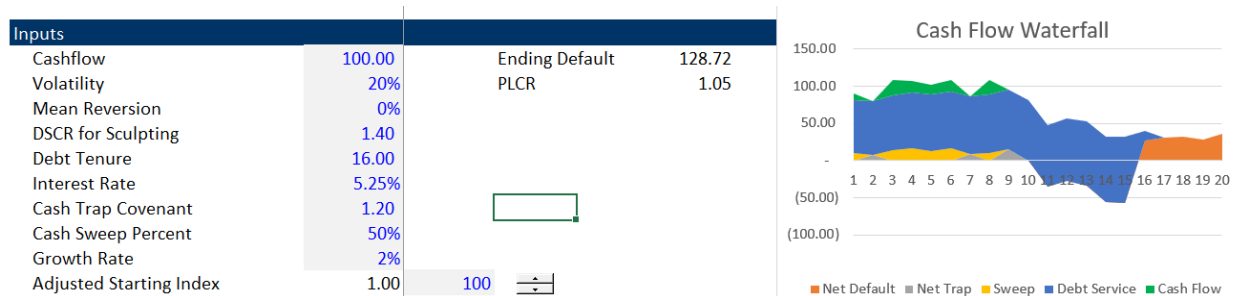 Inputs
Cashflow 100.00 Ending Default 128.72
Volatility 20% PLCR 1.05
Mean Reversion 0%
DSCR for Sculpting 1.40
Debt Tenure 16.00
Interest Rate 5.25%
Cash Trap Covenant 1.20
Cash Sweep Percent 50%
Growth Rate 2%
Adjusted Starting Index 1.00 100
Cash Flow Waterfall
150.00
100.00
50.00
-
1 2 3 4 5 6 7 8 9 10 11 12 13 14 15 16 17 18 19 20
(50.00)
(100.00)
Net Default Net Trap Sweep Debt Service Cash Flow